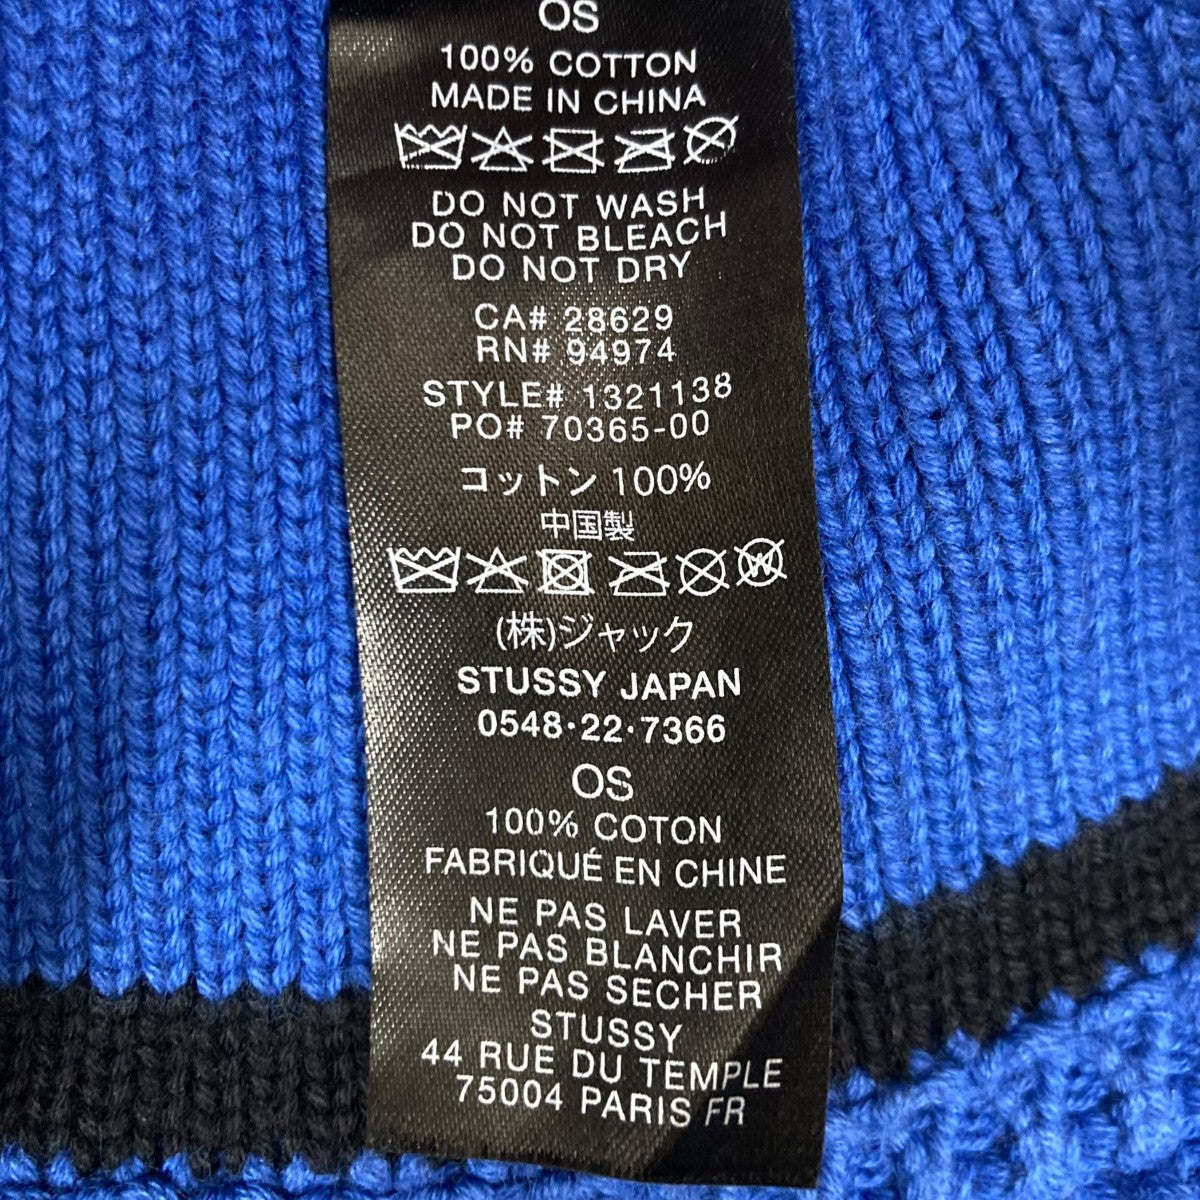 OS
100% COTTON
MADE IN CHINA
DO NOT WASH
DO NOT BLEACH
DO NOT DRY
CA# 28629
RN# 94974
STYLE# 1321138
PO# 70365-00
コットン 100%
中国製
W
(株)ジャック
STUSSY JAPAN
0548·22·7366
OS
100% COTON
FABRIQUÉ EN CHINE
NE PAS LAVER
NE PAS BLANCHIR
NE PAS SECHER
STUSSY
44 RUE DU TEMPLE
75004 PARIS FR